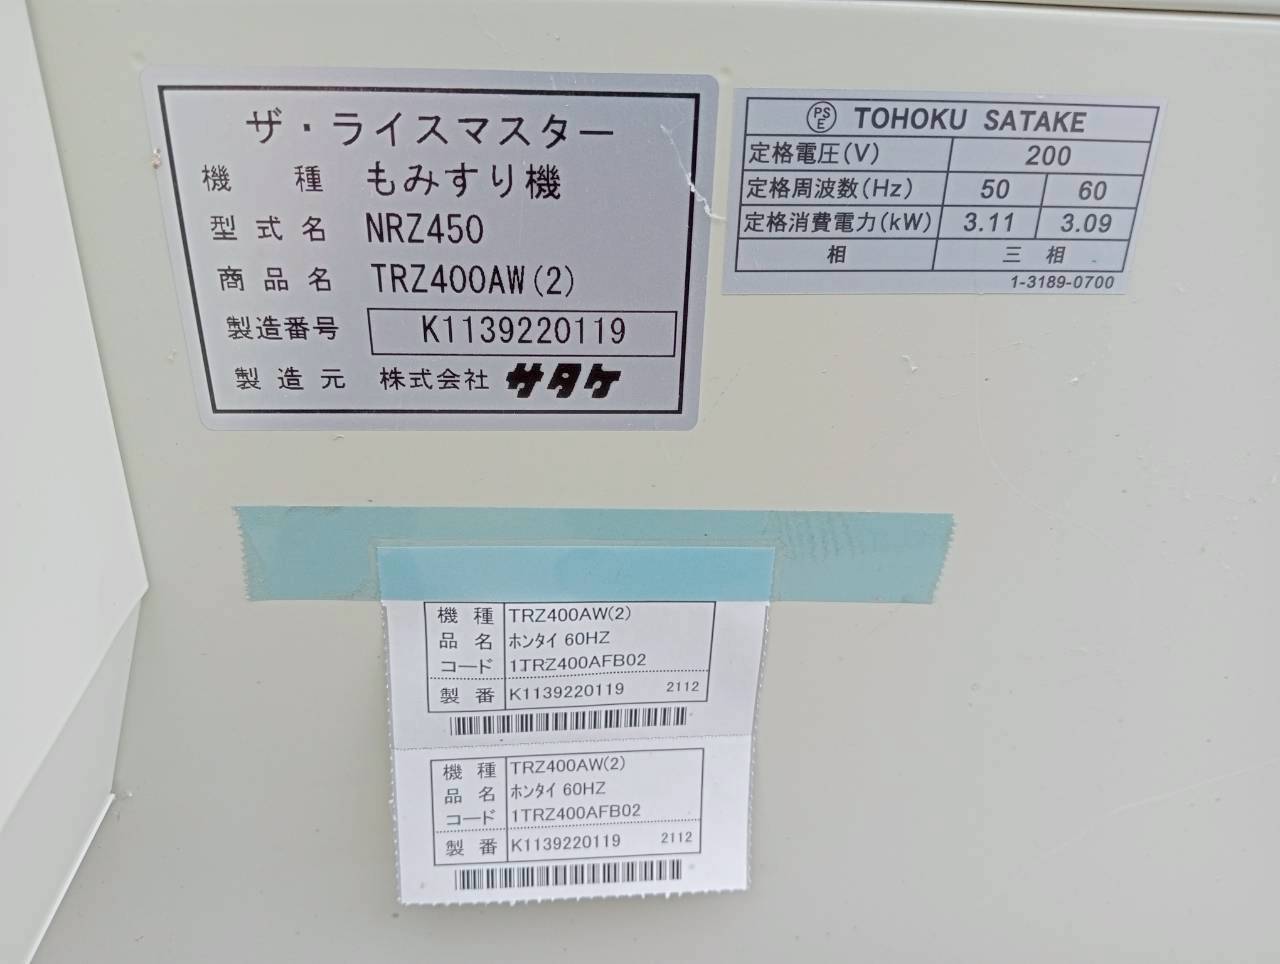 ザ・ライスマスター
機種 もみすり機
型式名 NRZ450
商品名 TRZ400AW(2)
製造番号 K1139220119
製造元 株式会社 サタケ
PSE TOHOKU SATAKE
定格電圧(V) 200
定格周波数(Hz) 50 60
定格消費電力(kW) 3.11 3.09
相 三相
1-3189-0700
機種 TRZ400AW(2)
品名 ホンタイ 60HZ
コード 1TRZ400AFB02
製番 K1139220119 2112
機種 TRZ400AW(2)
品名 ホンタイ 60HZ
コード 1TRZ400AFB02
製番 K1139220119 2112